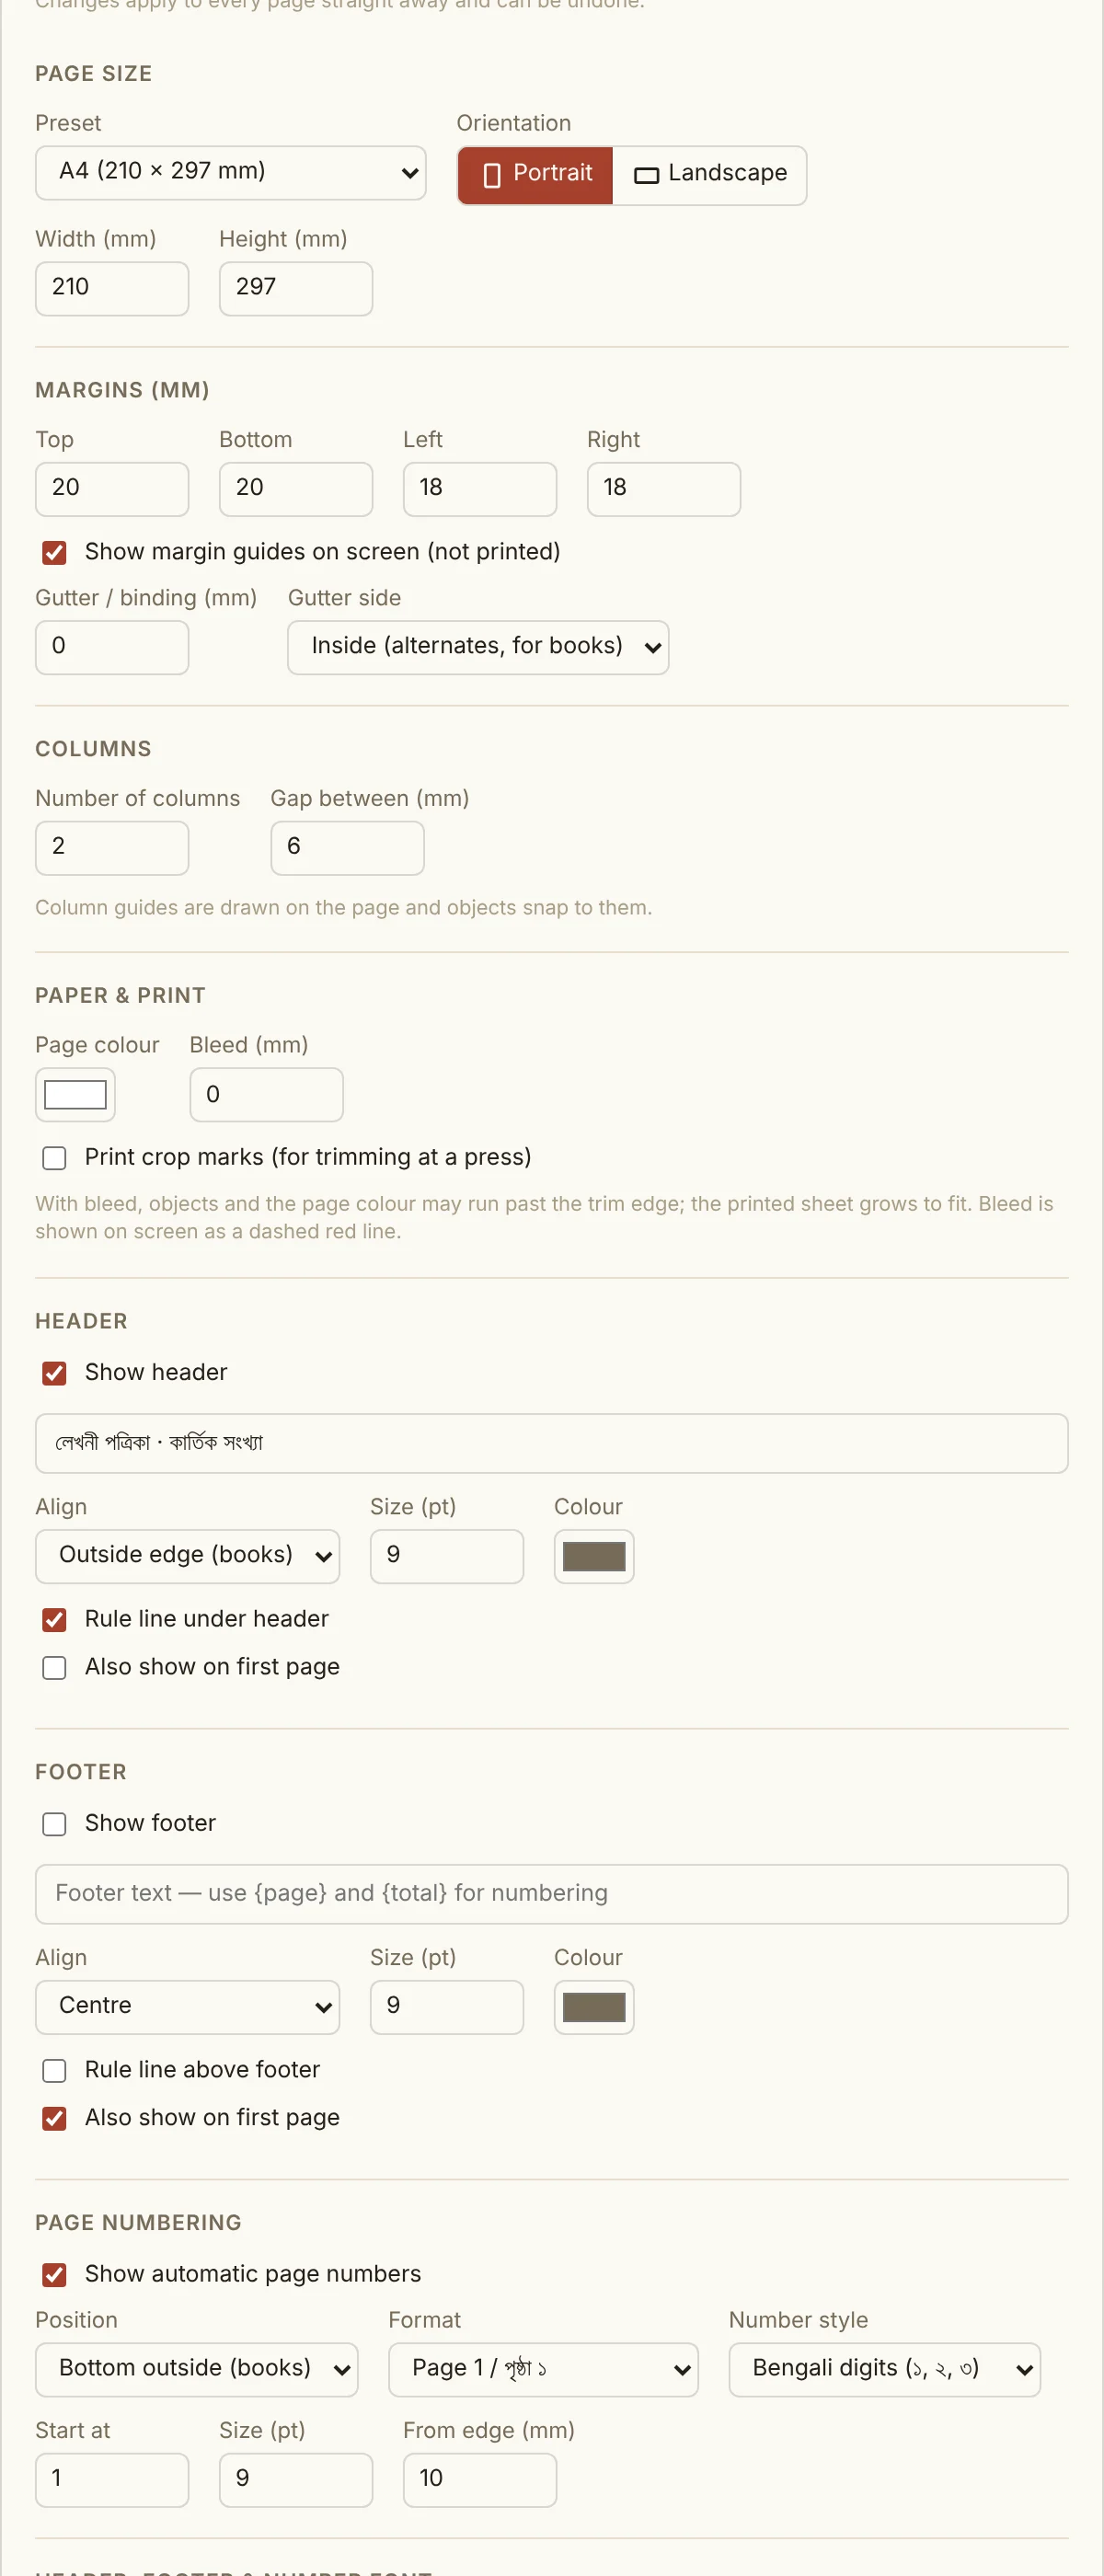 Changes apply to every page straight away and can be undone.
PAGE SIZE
Preset
Orientation
A4 (210 × 297 mm)
Portrait
Landscape
Width (mm)
Height (mm)
210
297
MARGINS (MM)
Top
Bottom
Left
Right
20
20
18
18
Show margin guides on screen (not printed)
Gutter / binding (mm)
Gutter side
0
Inside (alternates, for books)
COLUMNS
Number of columns
Gap between (mm)
2
6
Column guides are drawn on the page and objects snap to them.
PAPER & PRINT
Page colour
Bleed (mm)
0
Print crop marks (for trimming at a press)
With bleed, objects and the page colour may run past the trim edge; the printed sheet grows to fit. Bleed is
shown on screen as a dashed red line.
HEADER
Show header
লেখনী পত্রিকা · কার্তিক সংখ্যা
Align
Size (pt)
Colour
Outside edge (books)
9
Rule line under header
Also show on first page
FOOTER
Show footer
Footer text — use {page} and {total} for numbering
Align
Size (pt)
Colour
Centre
9
Rule line above footer
Also show on first page
PAGE NUMBERING
Show automatic page numbers
Position
Format
Number style
Bottom outside (books)
Page 1 / পৃষ্ঠা ১
Bengali digits (১, ২, ৩)
Start at
Size (pt)
From edge (mm)
1
9
10
HEADER, FOOTER & NUMBER FONT